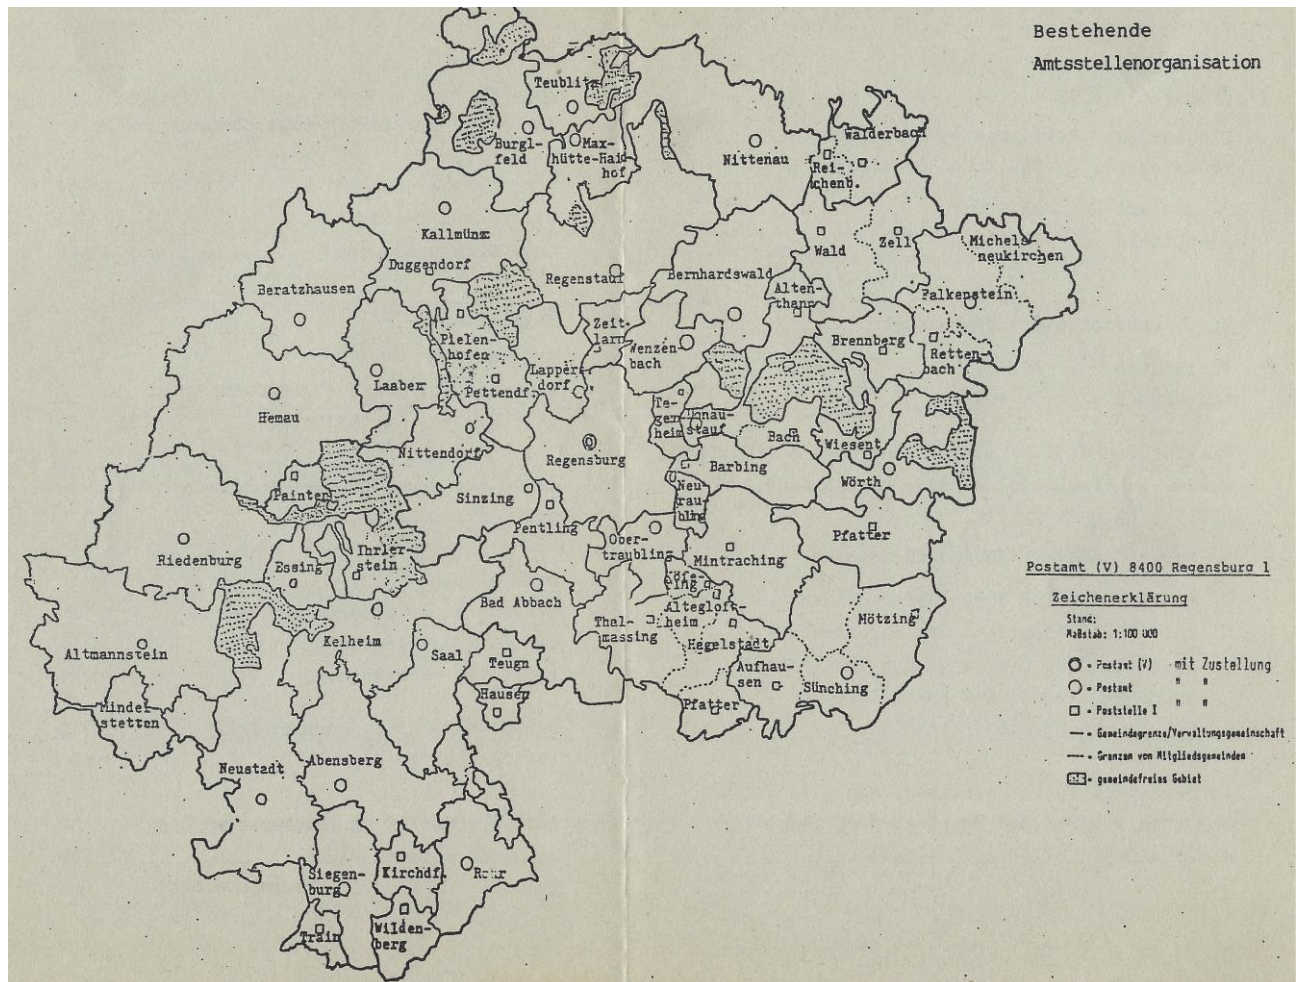 Bestehende
Amtsstellenorganisation
Teublitz
Burgl-
feld
Max-
hütte-Haid
hof
Nittenau
Walderbach
Rei-
chenb.
Kallmünz
Duggendorf
Beratzhausen
Regenstauf
Bernhardswald
Wald
Zell
Michels-
neukirchen
Alten-
thann
Falkenstein
Pielen-
hofen
Zeit-
larn
Wenzen-
bach
Brennberg
Retten-
bach
Laaber
Pettendf.
Lapper-
dorf
Hemau
Te-
gen-
heim
Donau-
stauf
Nittendorf
Regensburg
Bach
Wiesent
Barbing
Wörth
Painten
Sinzing
Neu-
trau-
bling
Pentling
Riedenburg
Essing
Ihrler-
stein
Ober-
traubling
Mintraching
Pfatter
Bad Abbach
Alteglofs-
heim
Mötzing
Kelheim
Thal-
massing
Hagelstadt
Altmannstein
Saal
Teugn
Aufhau-
sen
Sünching
Hausen
Pfatter
Minder-
stetten
Neustadt
Abensberg
Siegen-
burg
Kirchdf.
Rohr
Train
Wilden-
berg
Postamt (V) 8400 Regensburg 1
Zeichenerklärung
Stand:
Maßstab: 1:100 000
- Postamt (V) mit Zustellung
- Postamt " "
- Poststelle I " "
- Gemeindegrenze/Verwaltungsgemeinschaft
- Grenzen von Mitgliedsgemeinden
- gemeindefreies Gebiet